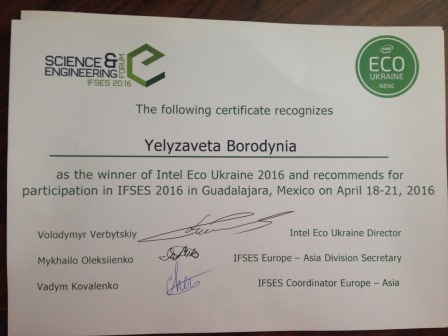 SCIENCE &
ENGINEERING
FORUM
IFSES 2016
intel
ECO
UKRAINE
NENC
The following certificate recognizes
Yelyzaveta Borodynia
as the winner of Intel Eco Ukraine 2016 and recommends for
participation in IFSES 2016 in Guadalajara, Mexico on April 18-21, 2016
Volodymyr Verbytskiy Intel Eco Ukraine Director
Mykhailo Oleksiienko IFSES Europe – Asia Division Secretary
Vadym Kovalenko IFSES Coordinator Europe – Asia